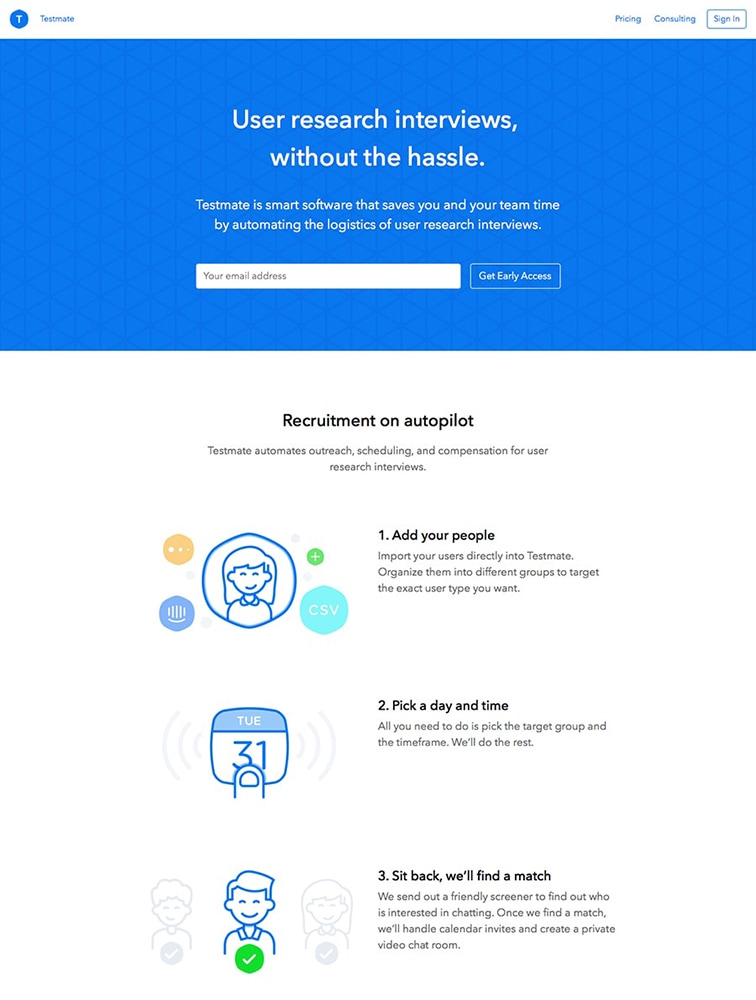 T
Testmate
Pricing
Consulting
Sign In
User research interviews,
without the hassle.
Testmate is smart software that saves you and your team time
by automating the logistics of user research interviews.
Your email address
Get Early Access
Recruitment on autopilot
Testmate automates outreach, scheduling, and compensation for user
research interviews.
CSV
1. Add your people
Import your users directly into Testmate.
Organize them into different groups to target
the exact user type you want.
TUE
31
2. Pick a day and time
All you need to do is pick the target group and
the timeframe. We’ll do the rest.
3. Sit back, we’ll find a match
We send out a friendly screener to find out who
is interested in chatting. Once we find a match,
we’ll handle calendar invites and create a private
video chat room.